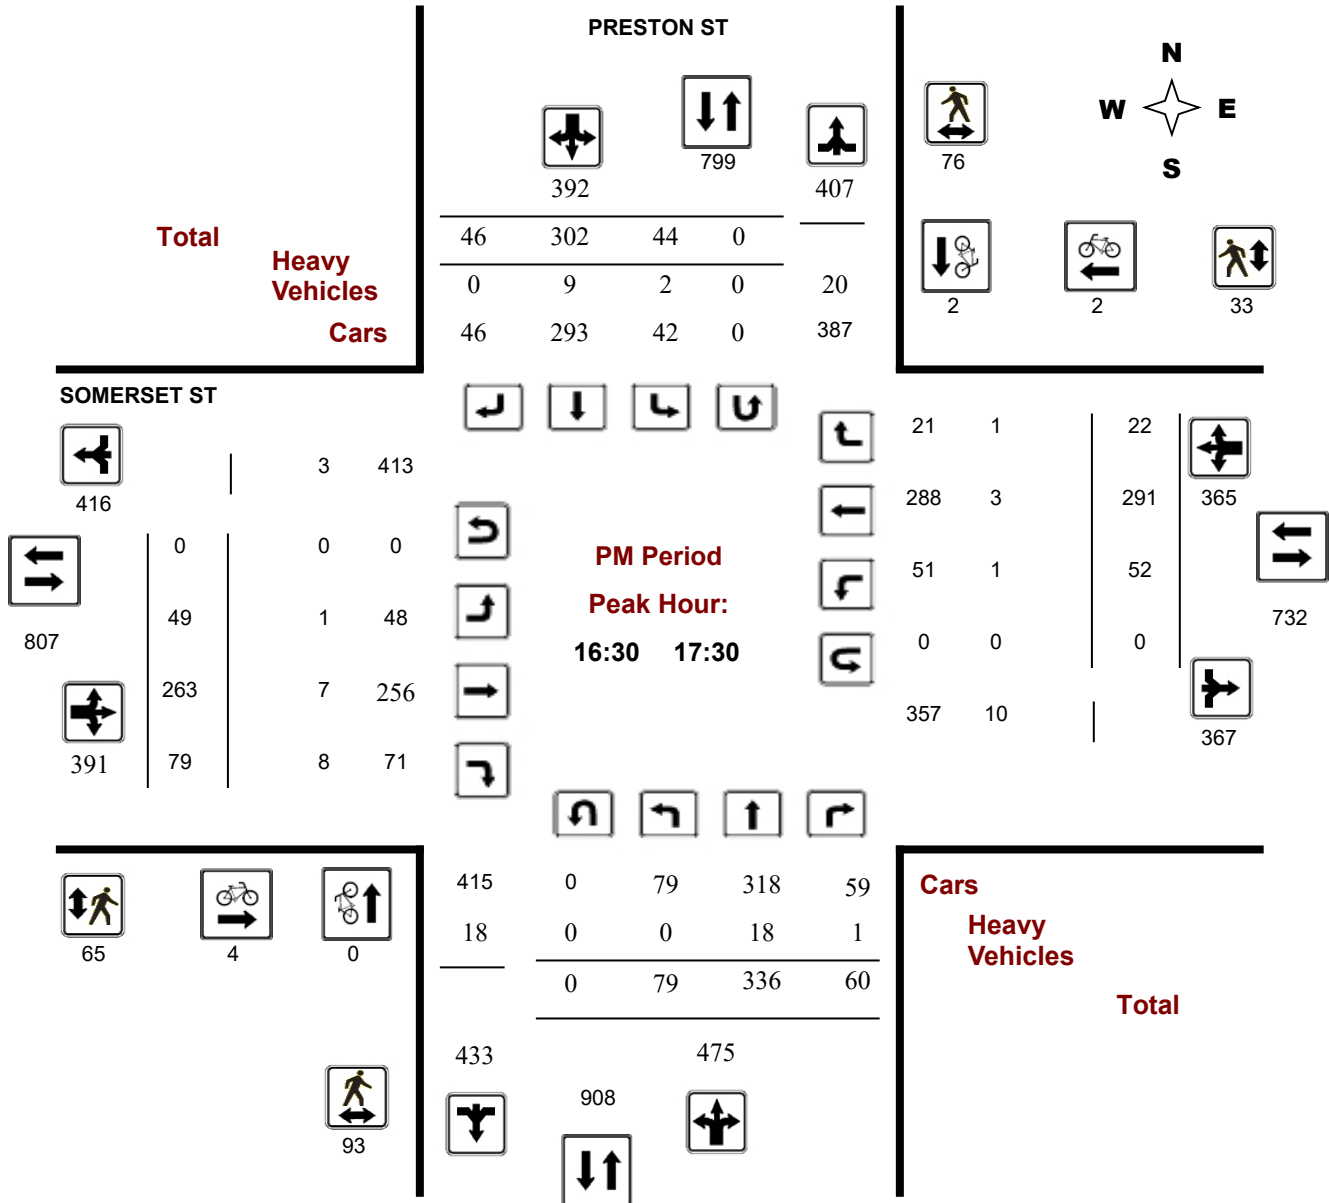 PRESTON ST
N
W E
S
799
76
392
407
Total
46 302 44 0
Heavy
Vehicles
0 9 2 0 20
2 2 33
Cars
46 293 42 0 387
SOMERSET ST
21 1 22
3 413
416
288 3 291 365
0 0 0
PM Period
51 1 52
Peak Hour:
49 1 48
732
807
16:30 17:30
0 0 0
263 7 256
357 10
367
391 79 8 71
415 0 79 318 59
Cars
18 0 0 18 1
Heavy
Vehicles
65 4 0
0 79 336 60
Total
433 475
908
93